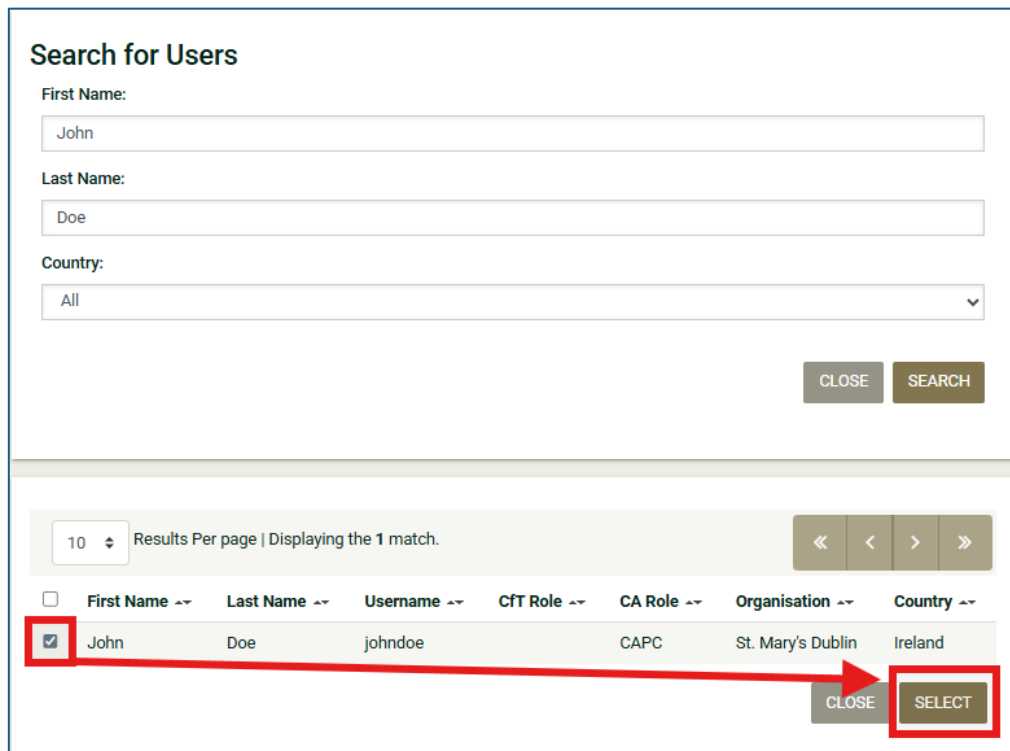 Search for Users
First Name:
John
Last Name:
Doe
Country:
All
CLOSE SEARCH
10 Results Per page | Displaying the 1 match.
« ‹ › »
First Name Last Name Username CfT Role CA Role Organisation Country
John Doe johndoe CAPC St. Mary's Dublin Ireland
CLOSE SELECT